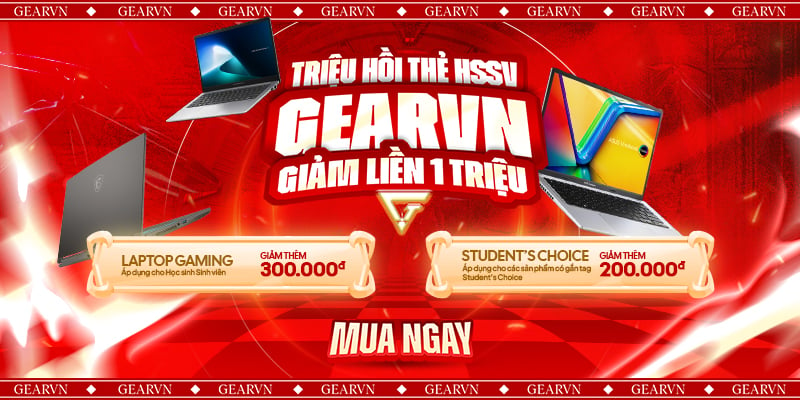 GEARVN ◆ GEARVN ◆ GEARVN ◆ GEARVN ◆ GEARVN ◆ GEARVN ◆ GEARVN ◆ GEARVN
TRIỆU HỒI THẺ HSSV
GEARVN
GIẢM LIỀN 1 TRIỆU
LAPTOP GAMING
Áp dụng cho Học sinh Sinh viên
GIẢM THÊM
300.000đ
STUDENT'S CHOICE
Áp dụng cho các sản phẩm có gắn tag
Student's Choice
GIẢM THÊM
200.000đ
MUA NGAY
GEARVN ◆ GEARVN ◆ GEARVN ◆ GEARVN ◆ GEARVN ◆ GEARVN ◆ GEARVN ◆ GEARVN